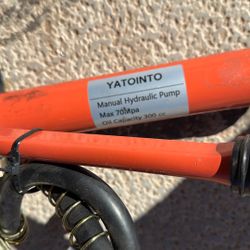 YATOINTO
Manual Hydraulic Pump
Max 70Mpa
Oil Capacity 300 cc